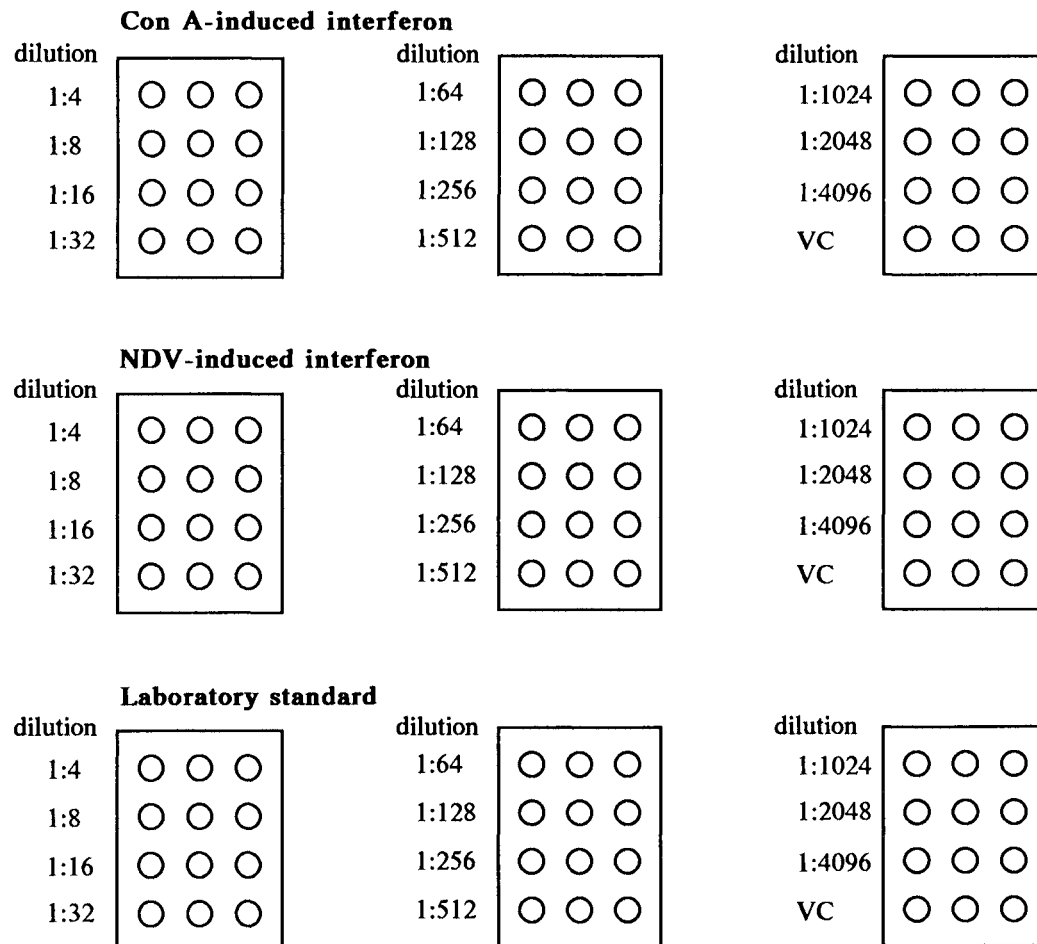 Con A-induced interferon
dilution dilution dilution
1:4 1:64 1:1024
1:8 1:128 1:2048
1:16 1:256 1:4096
1:32 1:512 VC
NDV-induced interferon
dilution dilution dilution
1:4 1:64 1:1024
1:8 1:128 1:2048
1:16 1:256 1:4096
1:32 1:512 VC
Laboratory standard
dilution dilution dilution
1:4 1:64 1:1024
1:8 1:128 1:2048
1:16 1:256 1:4096
1:32 1:512 VC